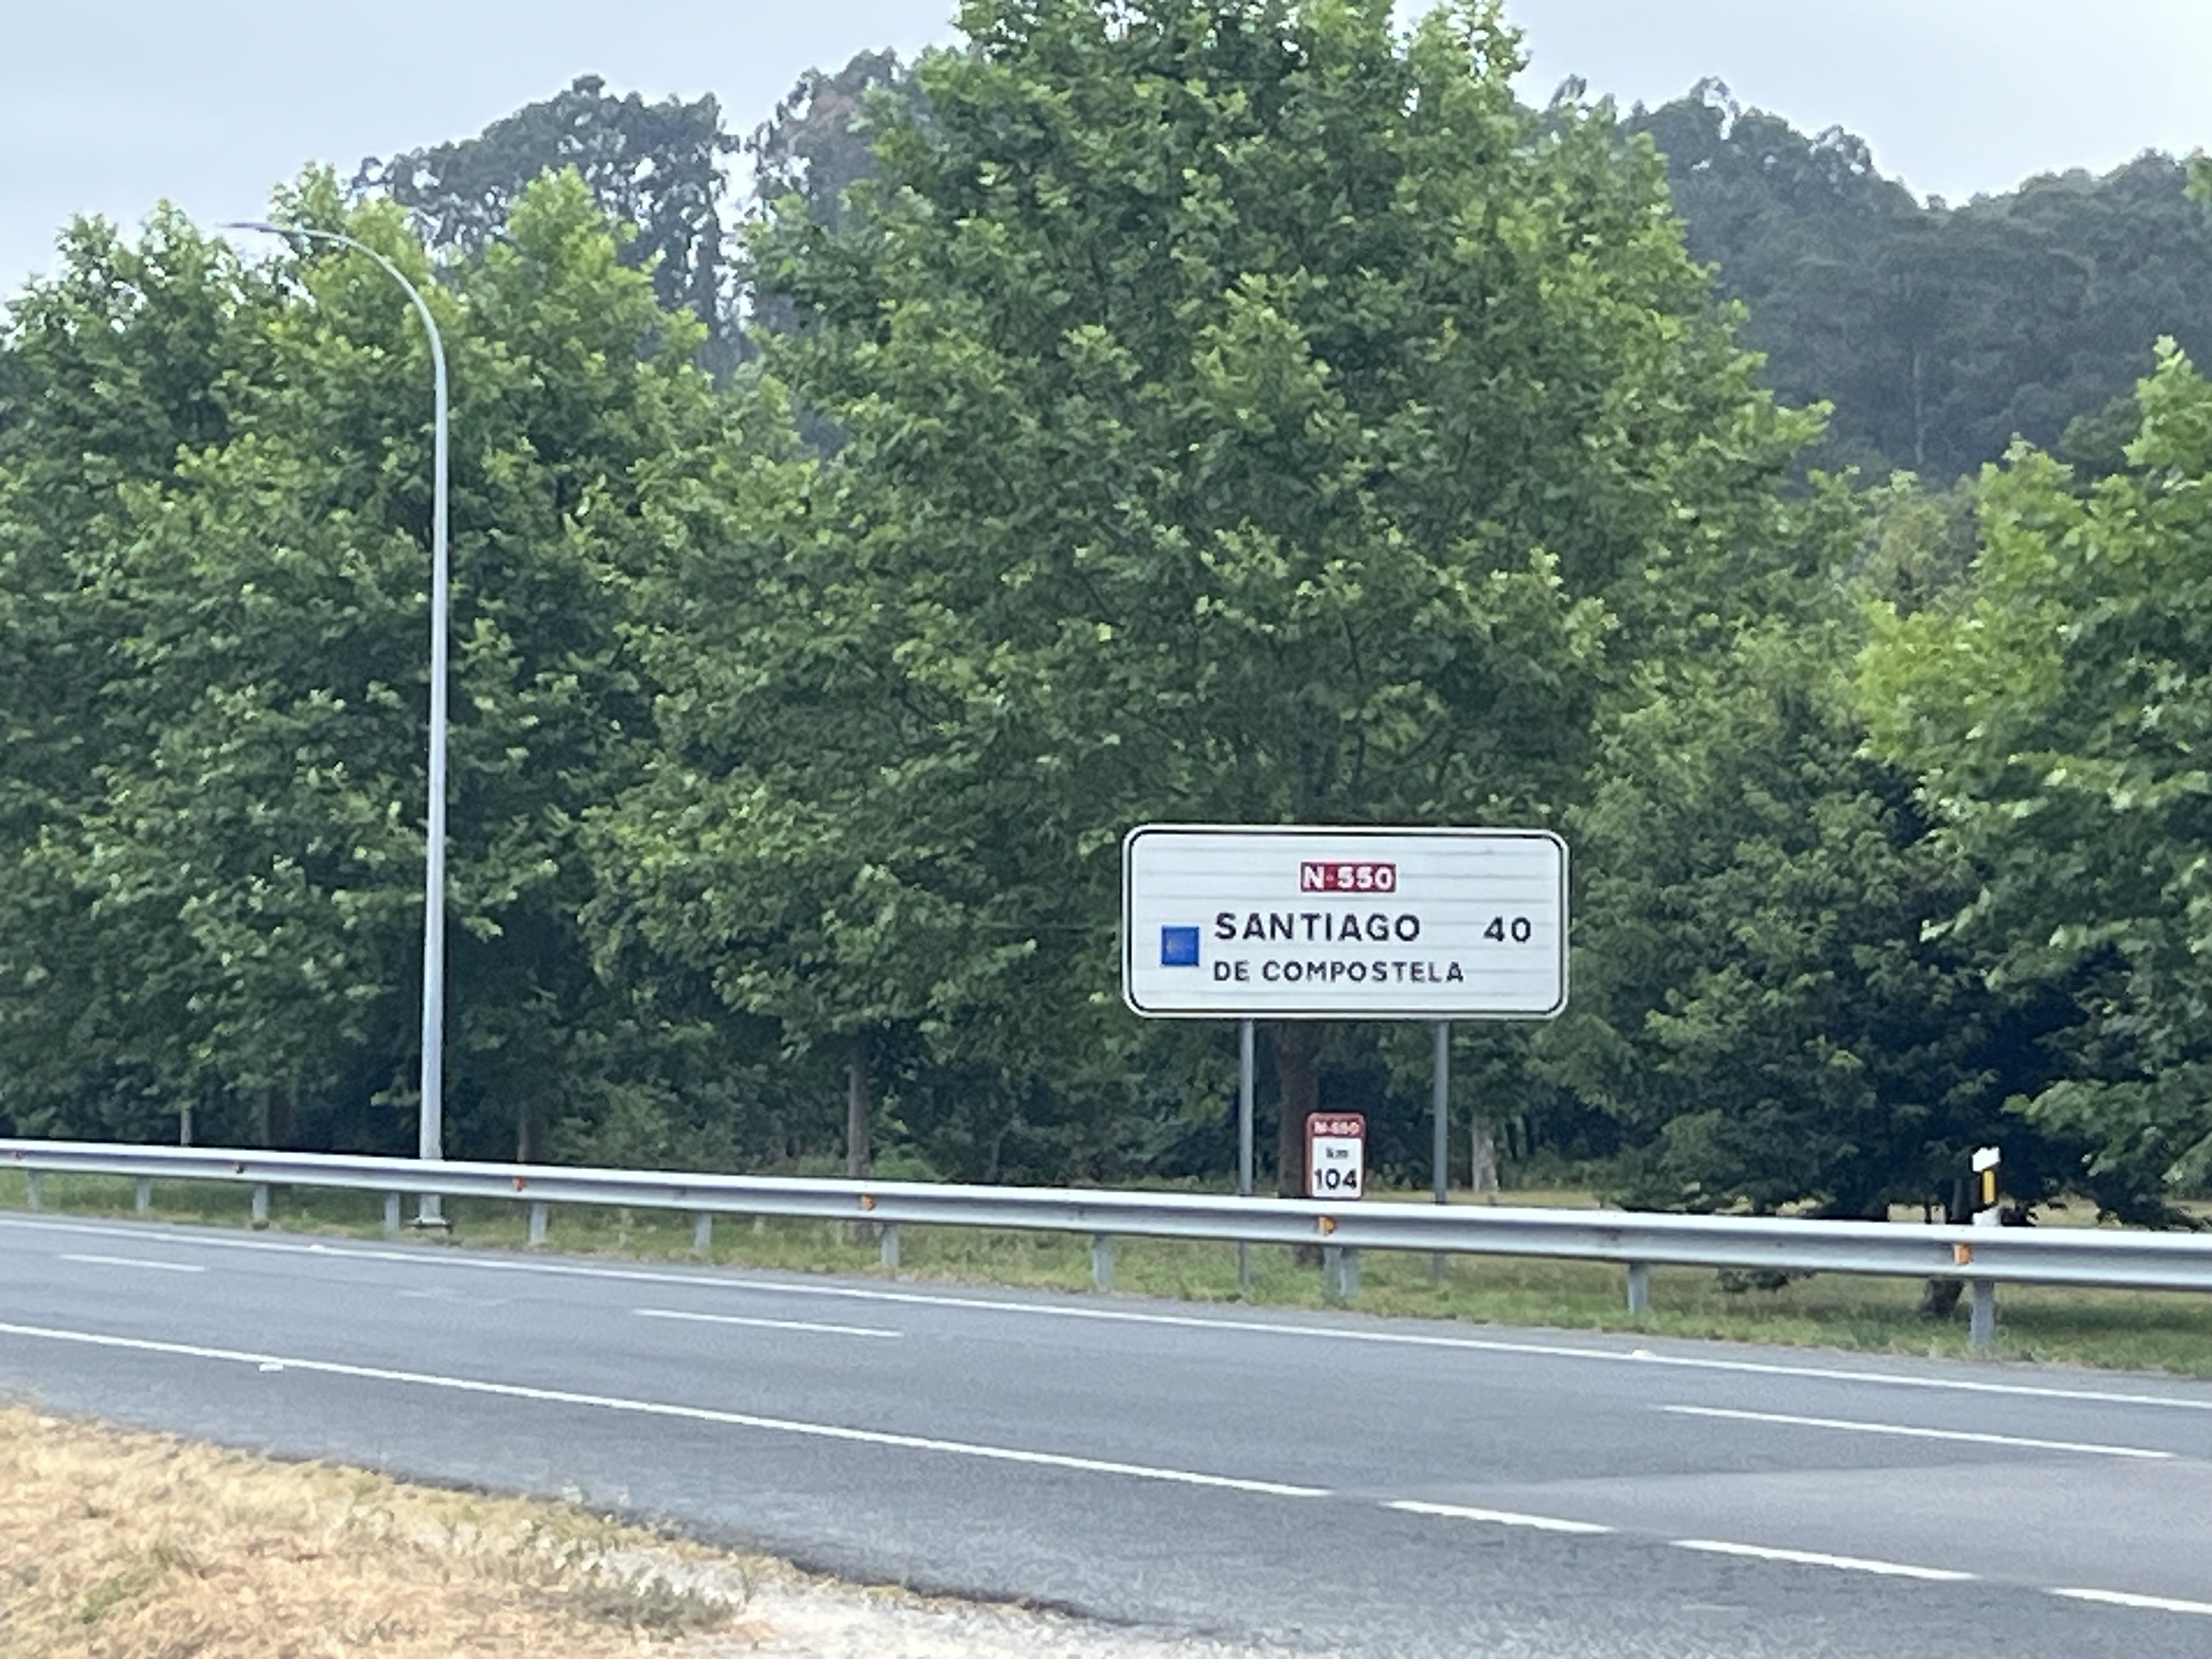 N-550
SANTIAGO 40
DE COMPOSTELA
N-550
km
104